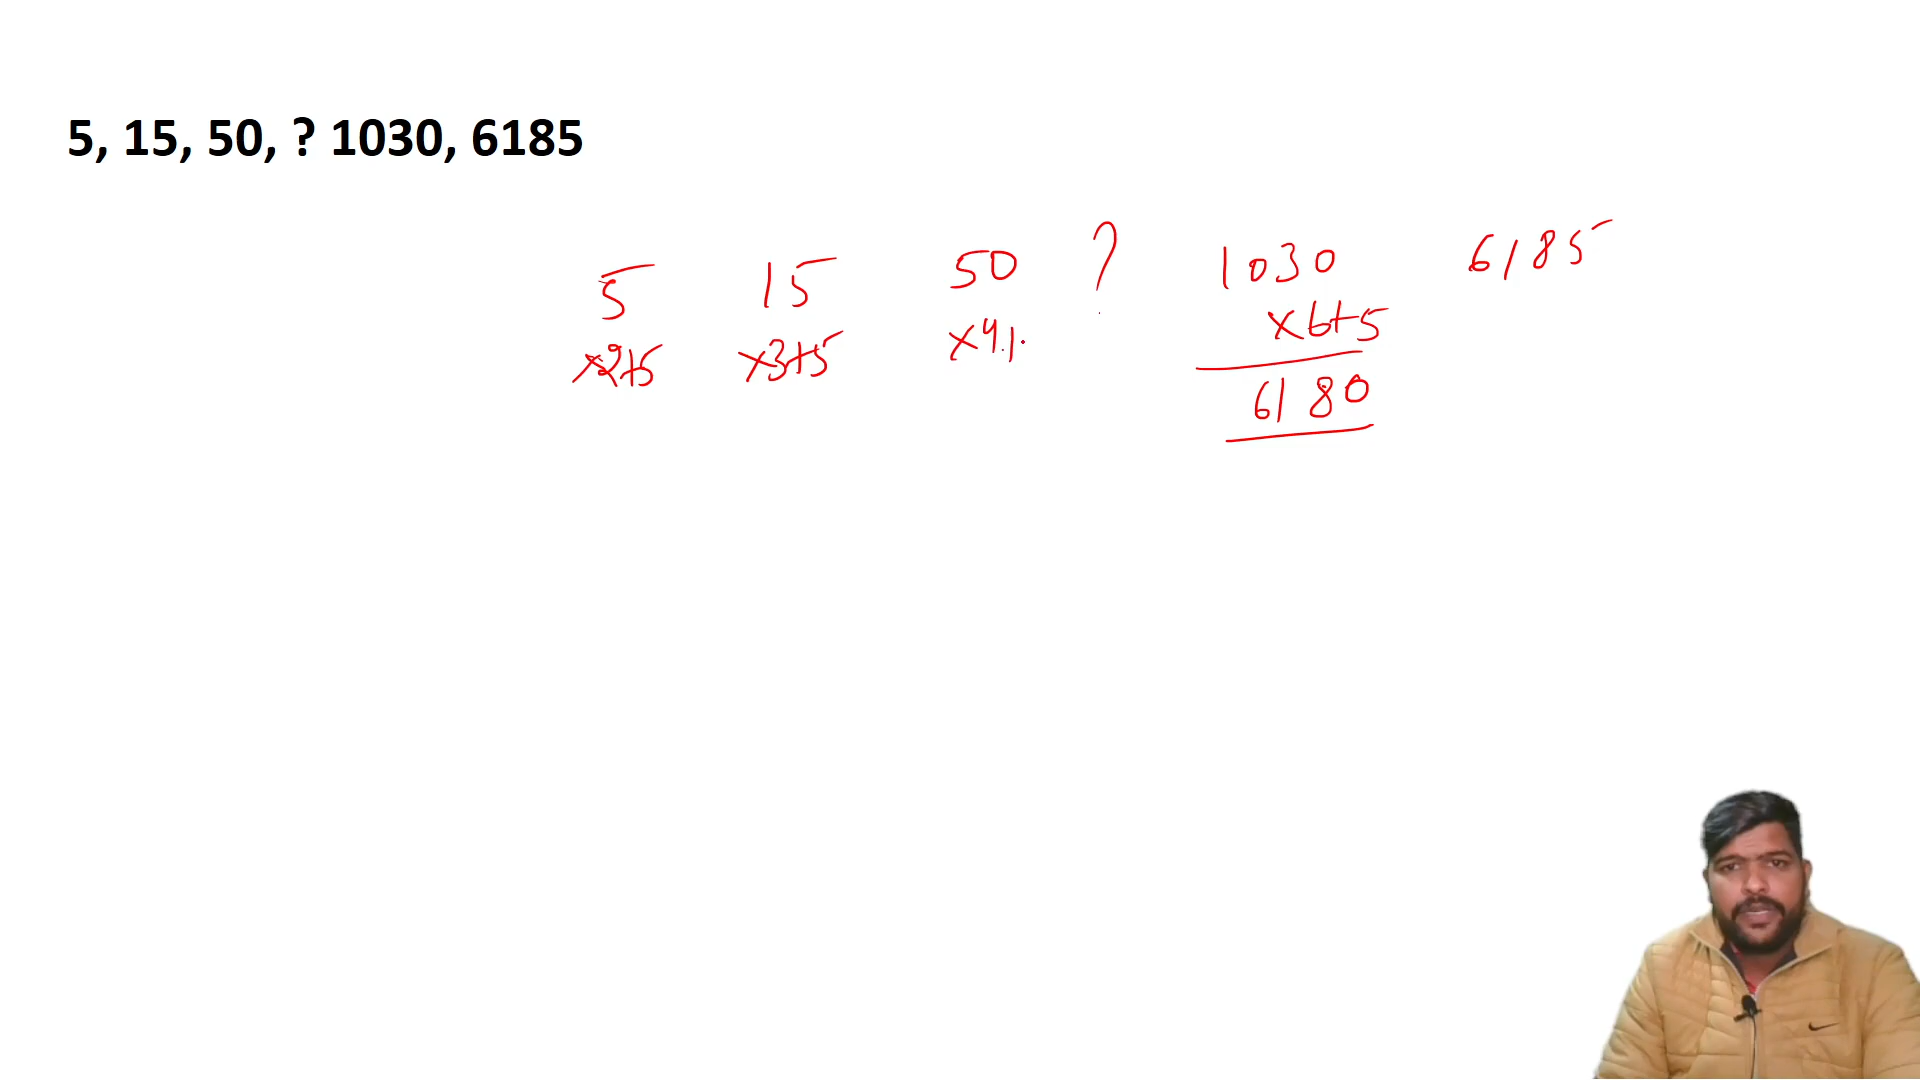 5, 15, 50, ? 1030, 6185
5 15 50 ? 1030 6185
×2+5 ×3+5 ×4 ×6+5
6180